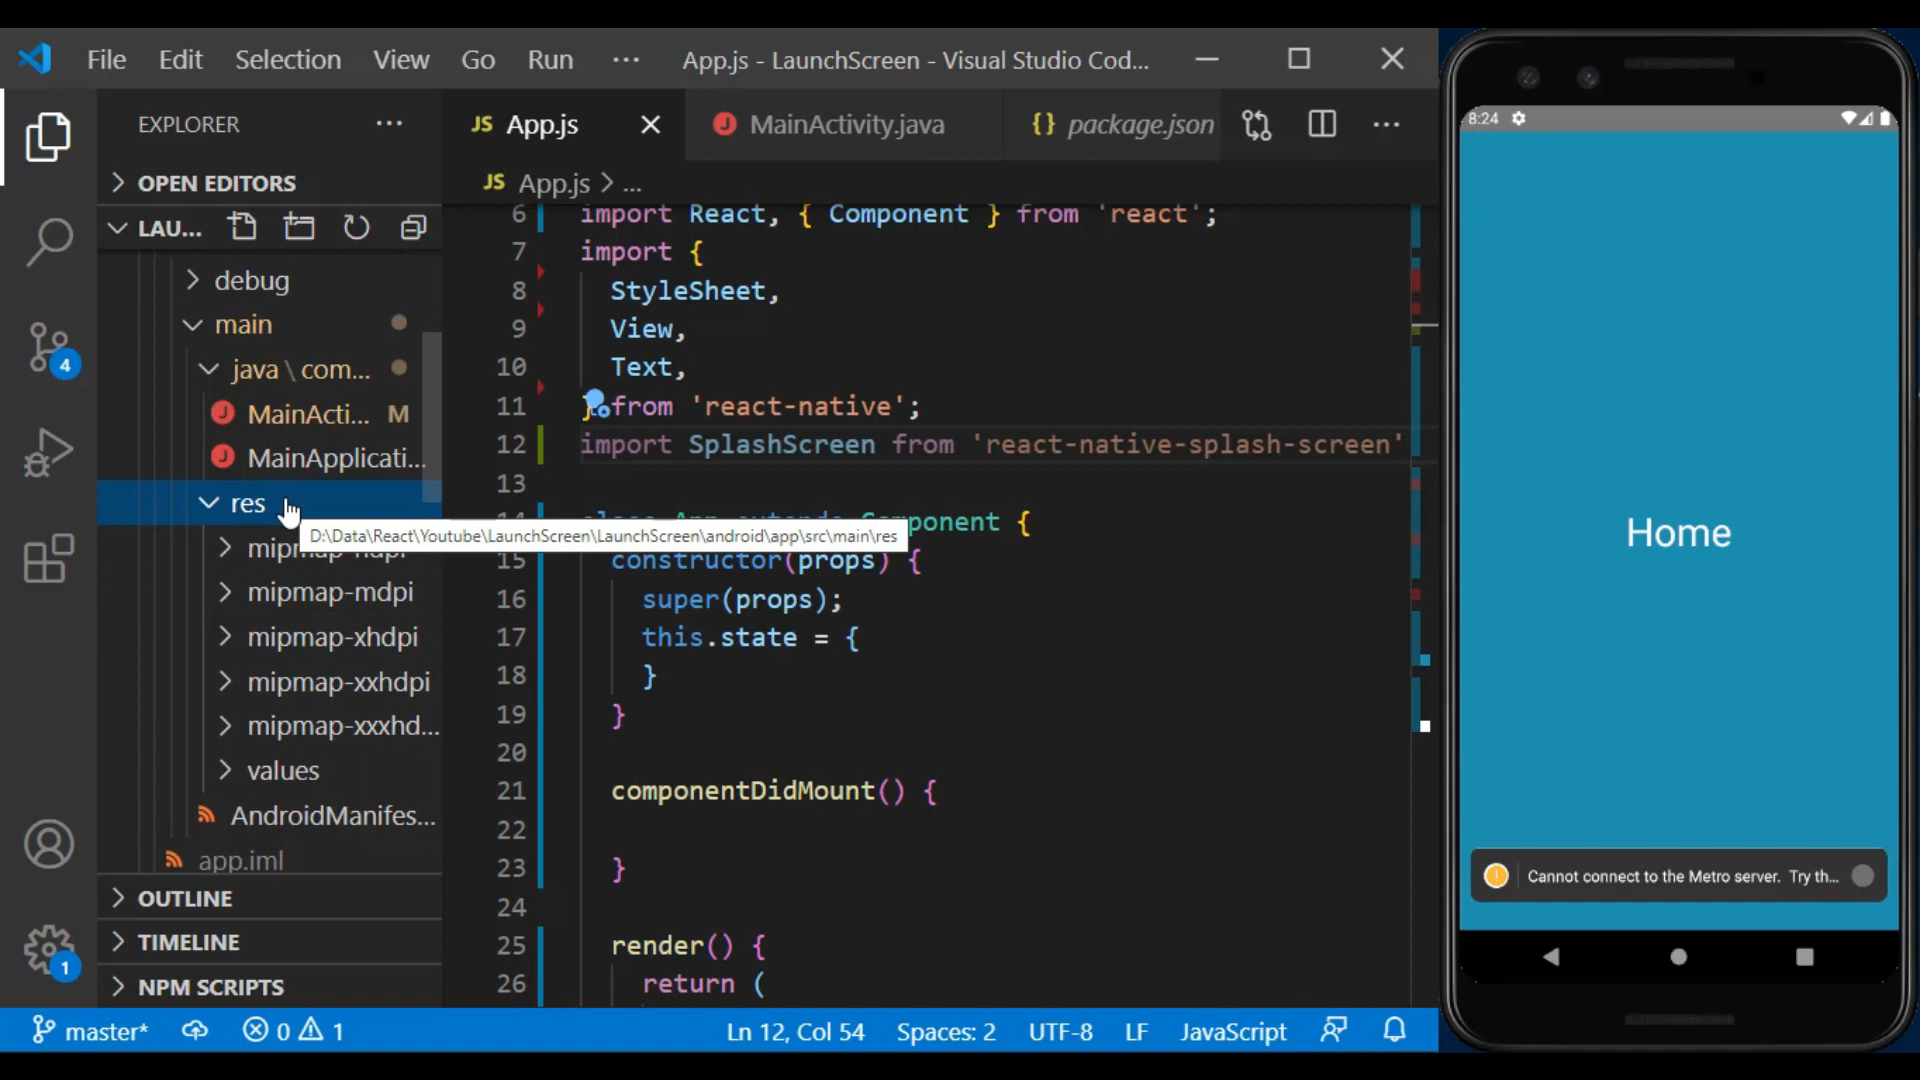 File Edit Selection View Go Run ... App.js - LaunchScreen - Visual Studio Cod...
EXPLORER ...
JS App.js
MainActivity.java
{} package.json
...
OPEN EDITORS
JS App.js > ...
LAU...
debug
main
java \ com...
MainActi... M
MainApplicati...
res
D:\Data\React\Youtube\LaunchScreen\LaunchScreen\android\app\src\main\res
mipmap-mdpi
mipmap-xhdpi
mipmap-xxhdpi
mipmap-xxxhd...
values
AndroidManifes...
app.iml
OUTLINE
TIMELINE
NPM SCRIPTS
4
1
6 import React, { Component } from 'react';
7 import {
8 StyleSheet,
9 View,
10 Text,
11 } from 'react-native';
12 import SplashScreen from 'react-native-splash-screen'
13
14 class App extends Component {
15 constructor(props) {
16 super(props);
17 this.state = {
18 }
19 }
20
21 componentDidMount() {
22
23 }
24
25 render() {
26 return (
master* 0 1 Ln 12, Col 54 Spaces: 2 UTF-8 LF JavaScript
8:24
Home
Cannot connect to the Metro server. Try th...